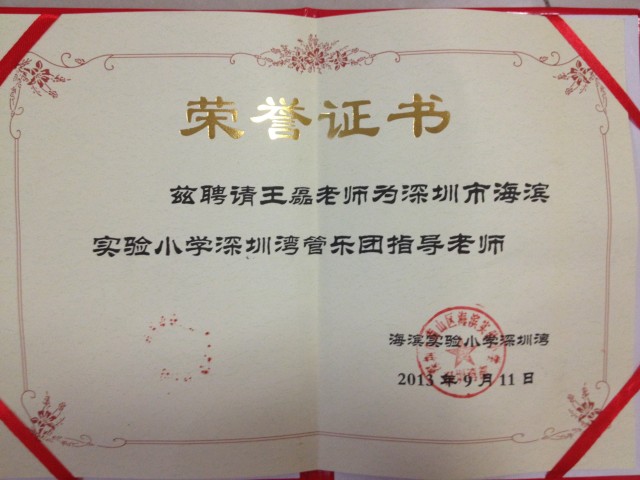 荣誉证书
兹聘请王磊老师为深圳市海滨
实验小学深圳湾管乐团指导老师
海滨实验小学深圳湾
2013年9月11日